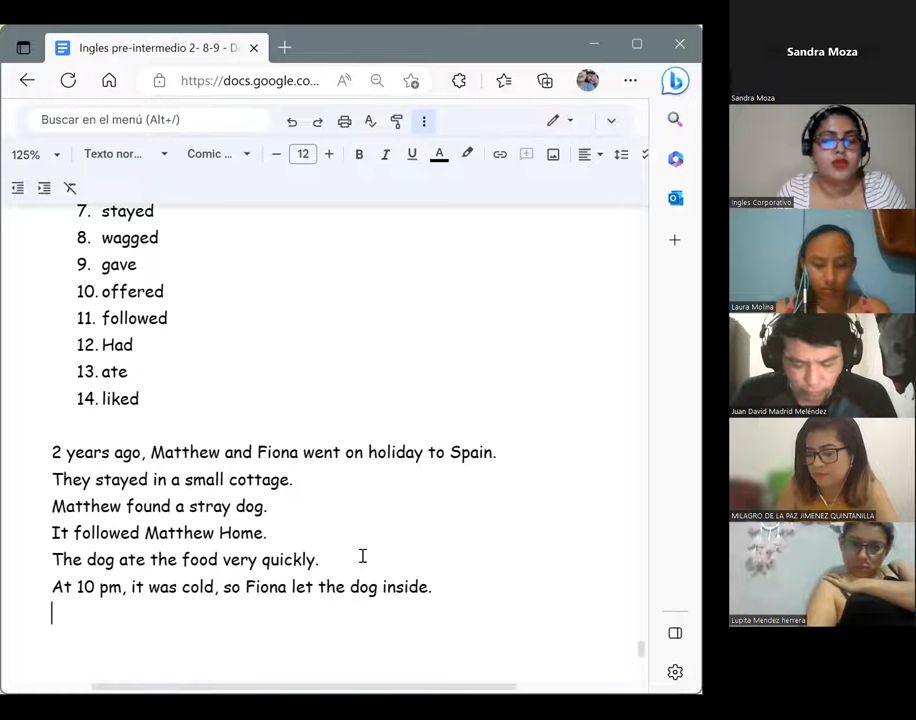 Ingles pre-intermedio 2- 8-9 - D
https://docs.google.co...
Buscar en el menú (Alt+/)
125%
Texto nor...
Comic ...
12
B I U A
7. stayed
8. wagged
9. gave
10. offered
11. followed
12. Had
13. ate
14. liked
2 years ago, Matthew and Fiona went on holiday to Spain.
They stayed in a small cottage.
Matthew found a stray dog.
It followed Matthew Home.
The dog ate the food very quickly.
At 10 pm, it was cold, so Fiona let the dog inside.
Sandra Moza
Sandra Moza
Ingles Corporativo
Laura Molina
Juan David Madrid Meléndez
MILAGRO DE LA PAZ JIMENEZ QUINTANILLA
Lupita Mendez herrera